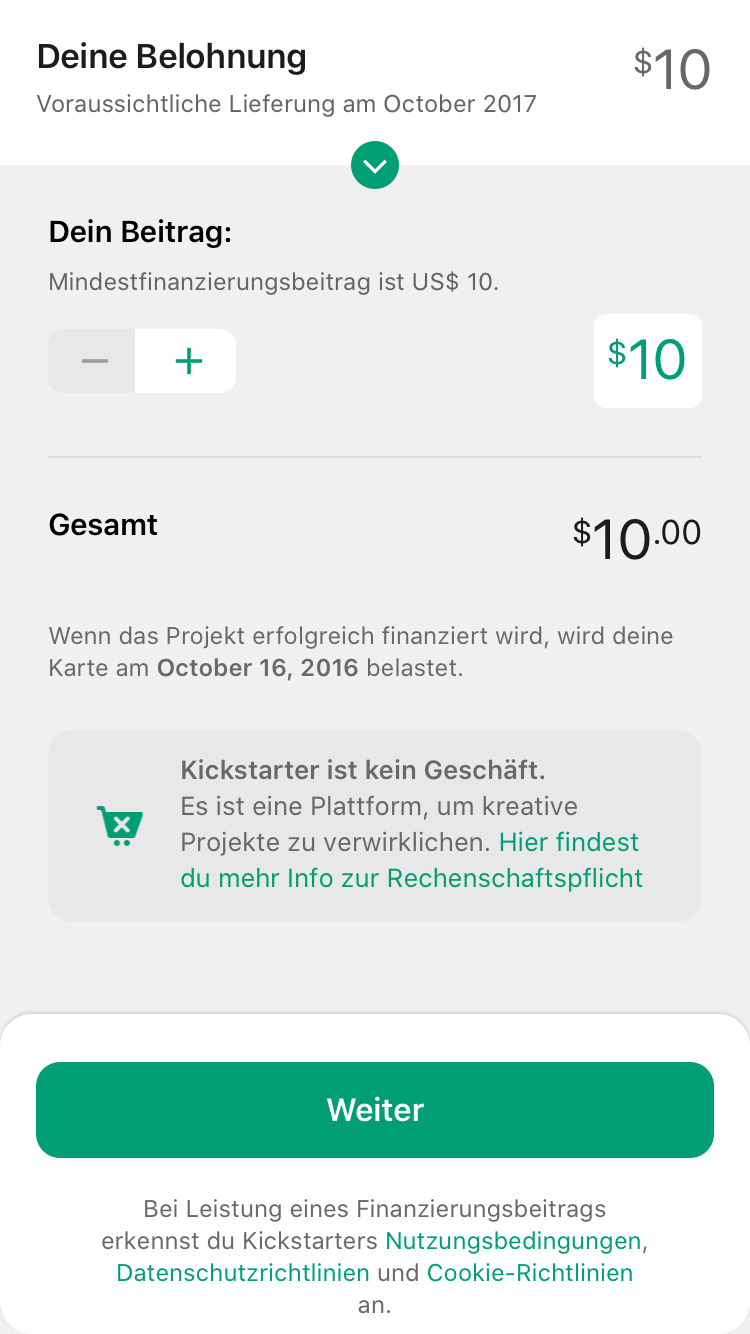 Deine Belohnung
$10
Voraussichtliche Lieferung am October 2017
Dein Beitrag:
Mindestfinanzierungsbeitrag ist US$ 10.
$10
Gesamt
$10.00
Wenn das Projekt erfolgreich finanziert wird, wird deine
Karte am October 16, 2016 belastet.
Kickstarter ist kein Geschäft.
Es ist eine Plattform, um kreative
Projekte zu verwirklichen. Hier findest
du mehr Info zur Rechenschaftspflicht
Weiter
Bei Leistung eines Finanzierungsbeitrags
erkennst du Kickstarters Nutzungsbedingungen,
Datenschutzrichtlinien und Cookie-Richtlinien
an.